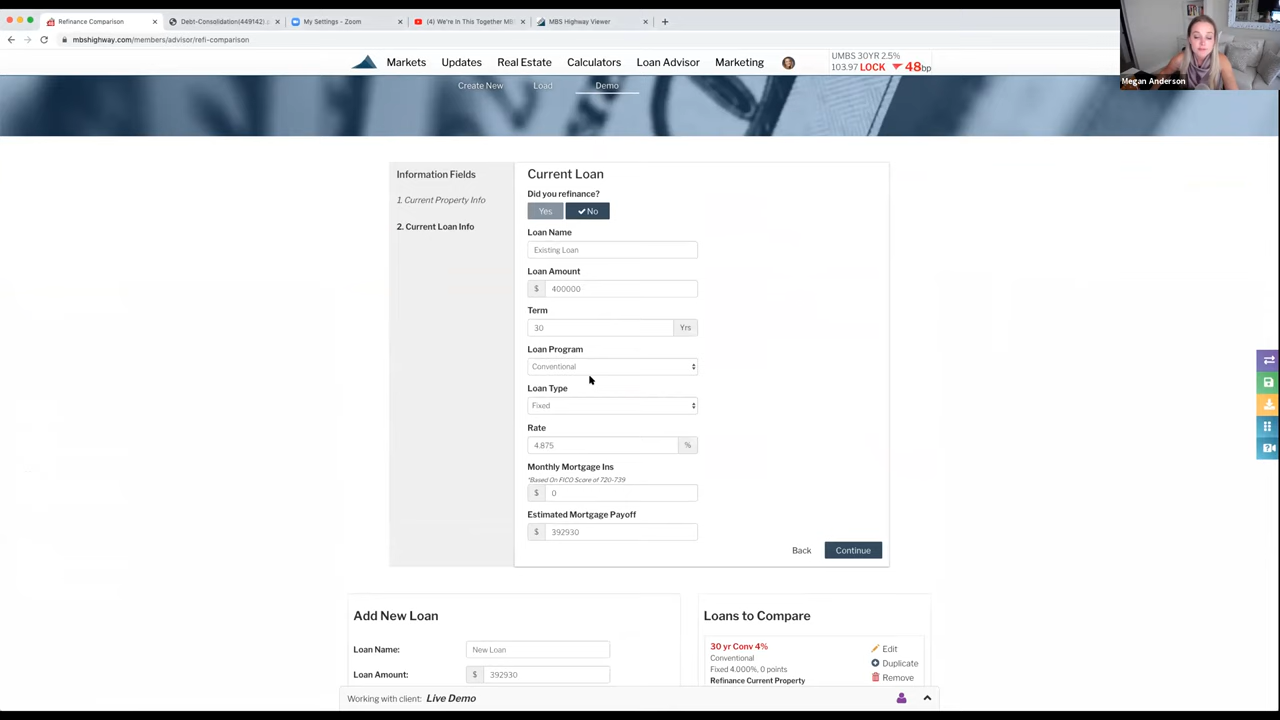 Refinance Comparison
Debt-Consolidation(449142)
My Settings - Zoom
(4) We're In This Together MB
MBS Highway Viewer
mbshighway.com/members/advisor/refi-comparison
Markets Updates Real Estate Calculators Loan Advisor Marketing
UMBS 30YR 2.5%
103.97 LOCK 48bp
Megan Anderson
Create New Load Demo
Information Fields
1. Current Property Info
2. Current Loan Info
Current Loan
Did you refinance?
Yes No
Loan Name
Existing Loan
Loan Amount
$ 400000
Term
30 Yrs
Loan Program
Conventional
Loan Type
Fixed
Rate
4.875 %
Monthly Mortgage Ins
*Based On FICO Score of 720-739
$ 0
Estimated Mortgage Payoff
$ 392930
Back Continue
Add New Loan
Loan Name: New Loan
Loan Amount: $ 392930
Loans to Compare
30 yr Conv 4%
Conventional
Fixed 4.000%, 0 points
Refinance Current Property
Edit
Duplicate
Remove
Working with client: Live Demo